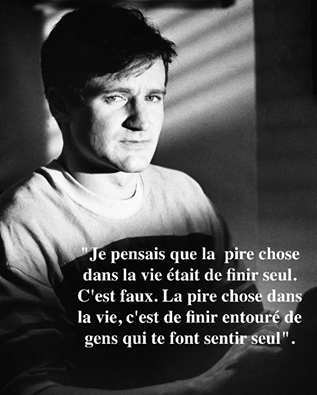 "Je pensais que la pire chose
dans la vie était de finir seul.
C'est faux. La pire chose dans
la vie, c'est de finir entouré de
gens qui te font sentir seul".